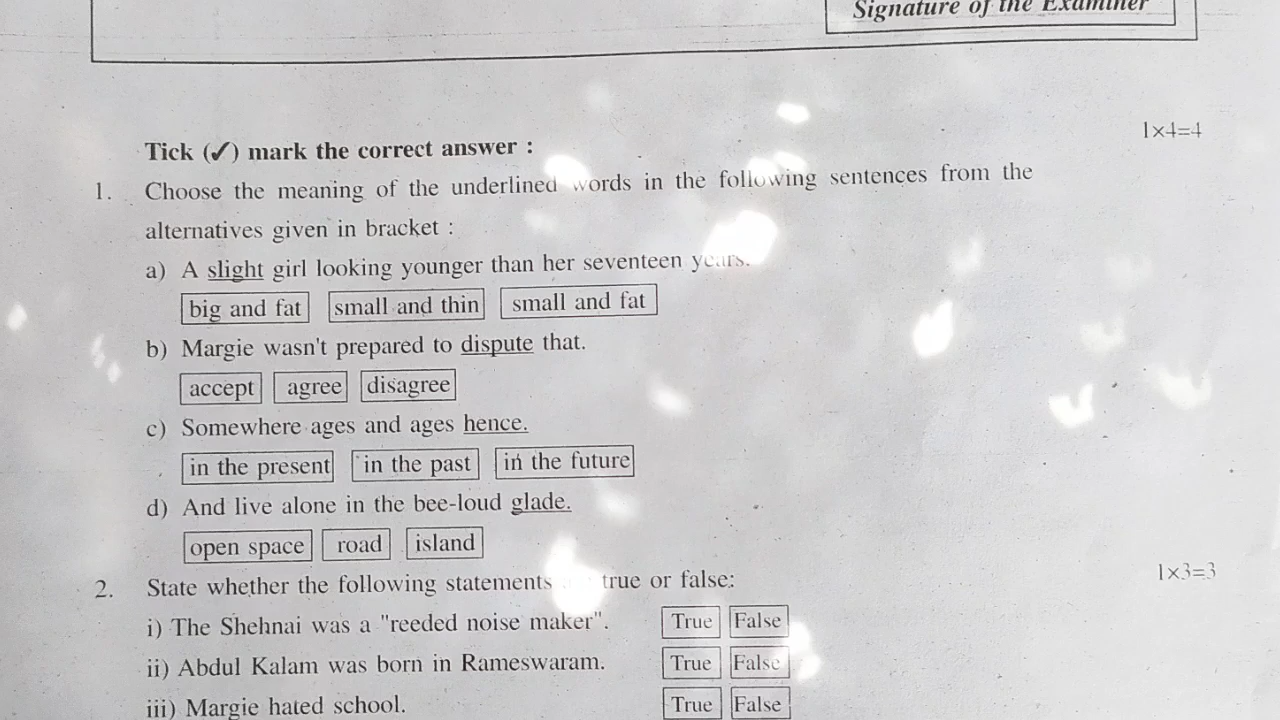 Signature of the Examiner
1×4=4
Tick (✓) mark the correct answer :
1. Choose the meaning of the underlined words in the following sentences from the
alternatives given in bracket :
a) A slight girl looking younger than her seventeen years.
big and fat small and thin small and fat
b) Margie wasn't prepared to dispute that.
accept agree disagree
c) Somewhere ages and ages hence.
in the present in the past in the future
d) And live alone in the bee-loud glade.
open space road island
2. State whether the following statements true or false:
1×3=3
i) The Shehnai was a "reeded noise maker". True False
ii) Abdul Kalam was born in Rameswaram. True False
iii) Margie hated school. True False